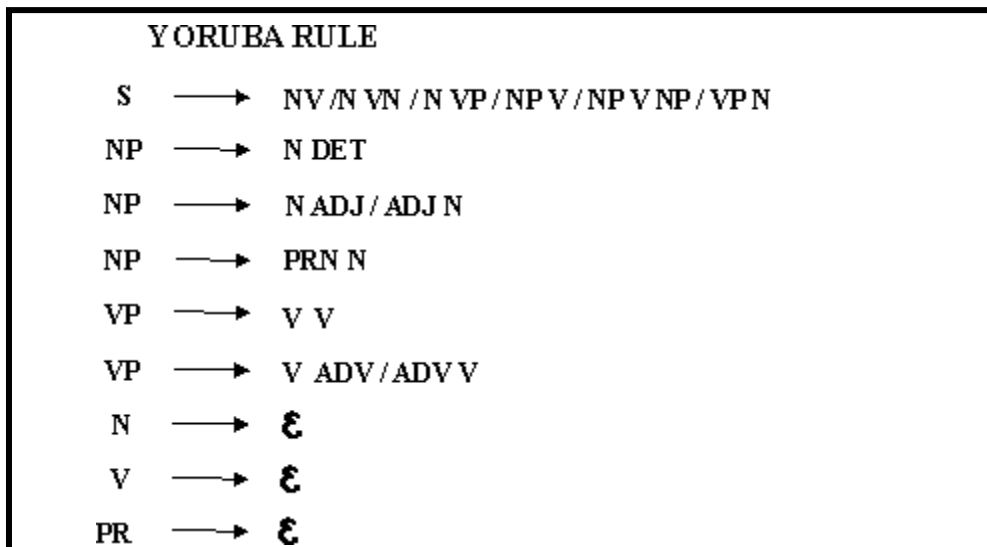 YORUBA RULE
S → NV /N VN / N VP / NP V / NP V NP / VP N
NP → N DET
NP → N ADJ / ADJ N
NP → PRN N
VP → V V
VP → V ADV / ADV V
N → ε
V → ε
PR → ε